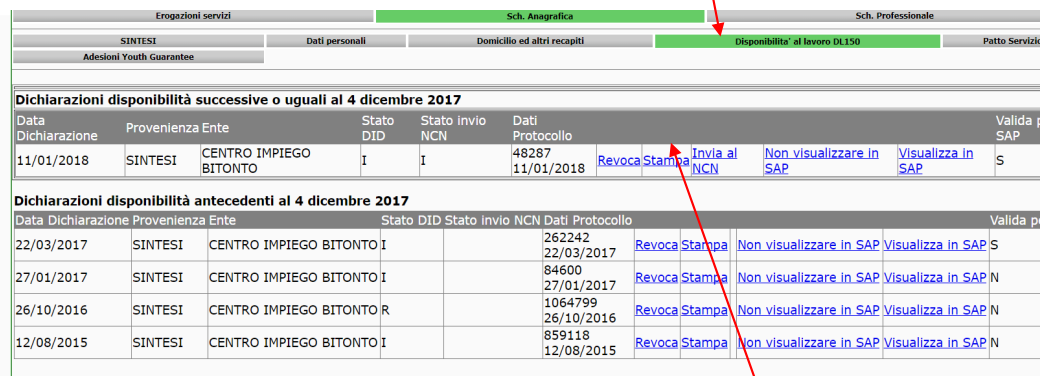 Erogazioni servizi Sch. Anagrafica Sch. Professionale
SINTESI Dati personali Domicilio ed altri recapiti Disponibilita' al lavoro DL150 Patto Servizio
Adesioni Youth Guarantee
Dichiarazioni disponibilità successive o uguali al 4 dicembre 2017
Data Dichiarazione Provenienza Ente Stato DID Stato invio NCN Dati Protocollo Valida p SAP
11/01/2018 SINTESI CENTRO IMPIEGO BITONTO I I 48287 11/01/2018 Revoca Stampa Invia al NCN Non visualizzare in SAP Visualizza in SAP S
Dichiarazioni disponibilità antecedenti al 4 dicembre 2017
Data Dichiarazione Provenienza Ente Stato DID Stato invio NCN Dati Protocollo Valida pe
22/03/2017 SINTESI CENTRO IMPIEGO BITONTO I 262242 22/03/2017 Revoca Stampa Non visualizzare in SAP Visualizza in SAP S
27/01/2017 SINTESI CENTRO IMPIEGO BITONTO I 84600 27/01/2017 Revoca Stampa Non visualizzare in SAP Visualizza in SAP N
26/10/2016 SINTESI CENTRO IMPIEGO BITONTO R 1064799 26/10/2016 Revoca Stampa Non visualizzare in SAP Visualizza in SAP N
12/08/2015 SINTESI CENTRO IMPIEGO BITONTO I 859118 12/08/2015 Revoca Stampa Non visualizzare in SAP Visualizza in SAP N